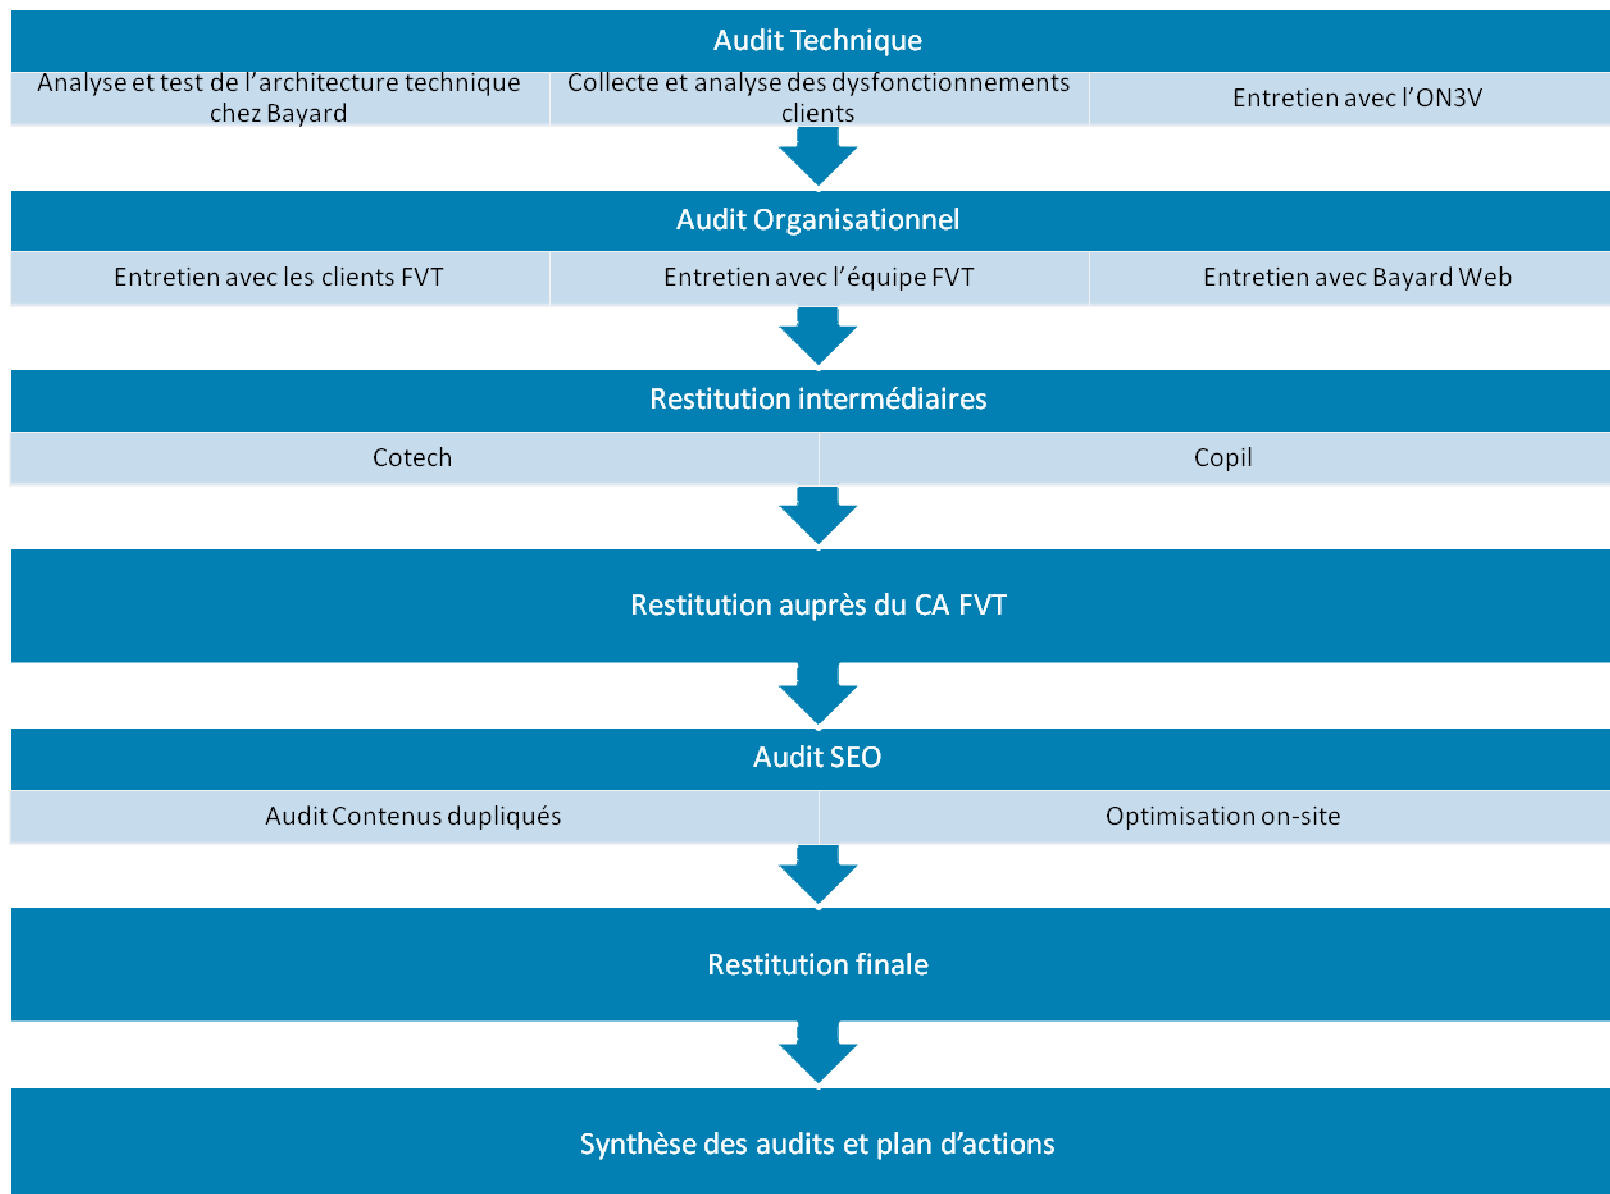 Audit Technique
Analyse et test de l’architecture technique
chez Bayard
Collecte et analyse des dysfonctionnements
clients
Entretien avec l’ON3V
Audit Organisationnel
Entretien avec les clients FVT
Entretien avec l’équipe FVT
Entretien avec Bayard Web
Restitution intermédiaires
Cotech
Copil
Restitution auprès du CA FVT
Audit SEO
Audit Contenus dupliqués
Optimisation on-site
Restitution finale
Synthèse des audits et plan d’actions